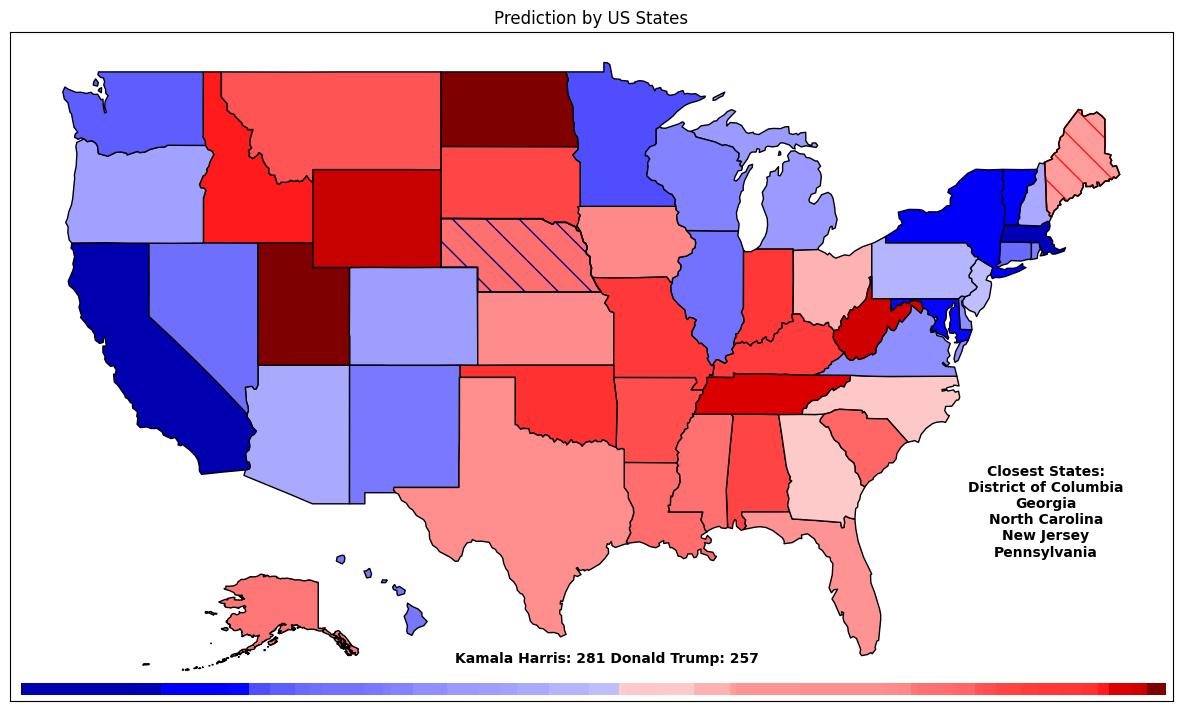 Prediction by US States
Closest States:
District of Columbia
Georgia
North Carolina
New Jersey
Pennsylvania
Kamala Harris: 281 Donald Trump: 257